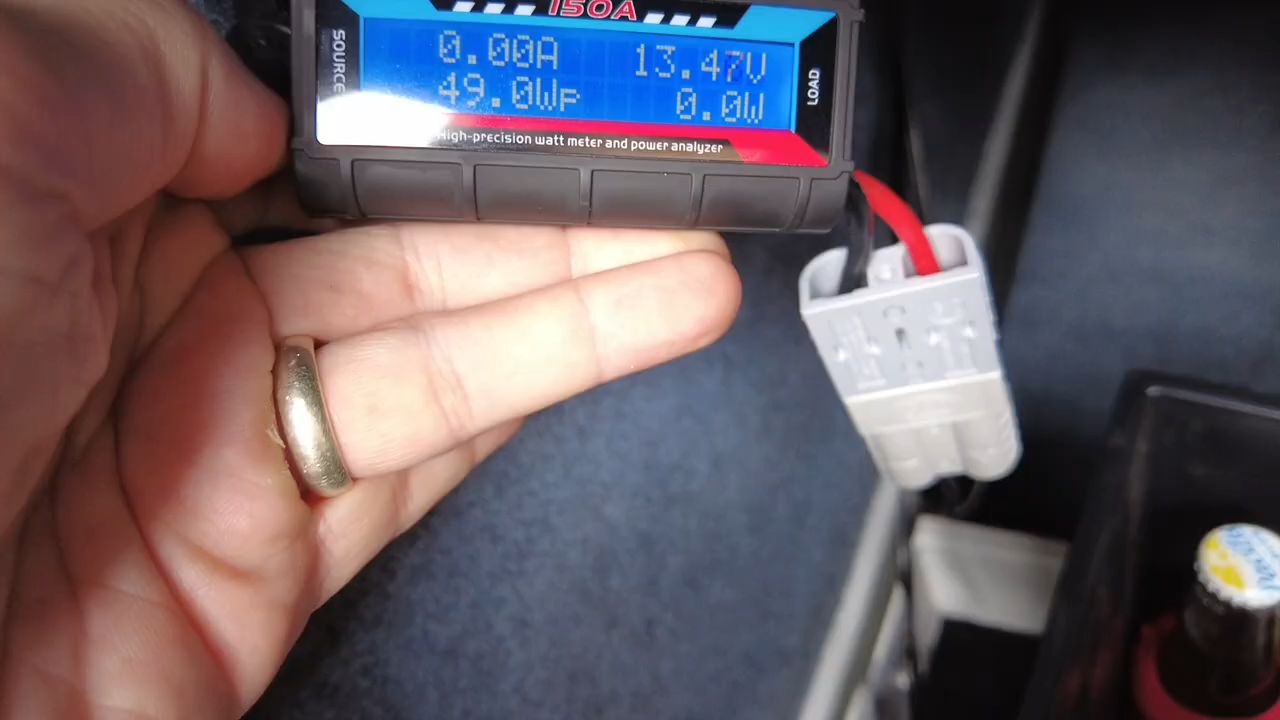 150A
SOURCE
0.00A 13.47V
49.0Wp 0.0W
LOAD
High-precision watt meter and power analyzer